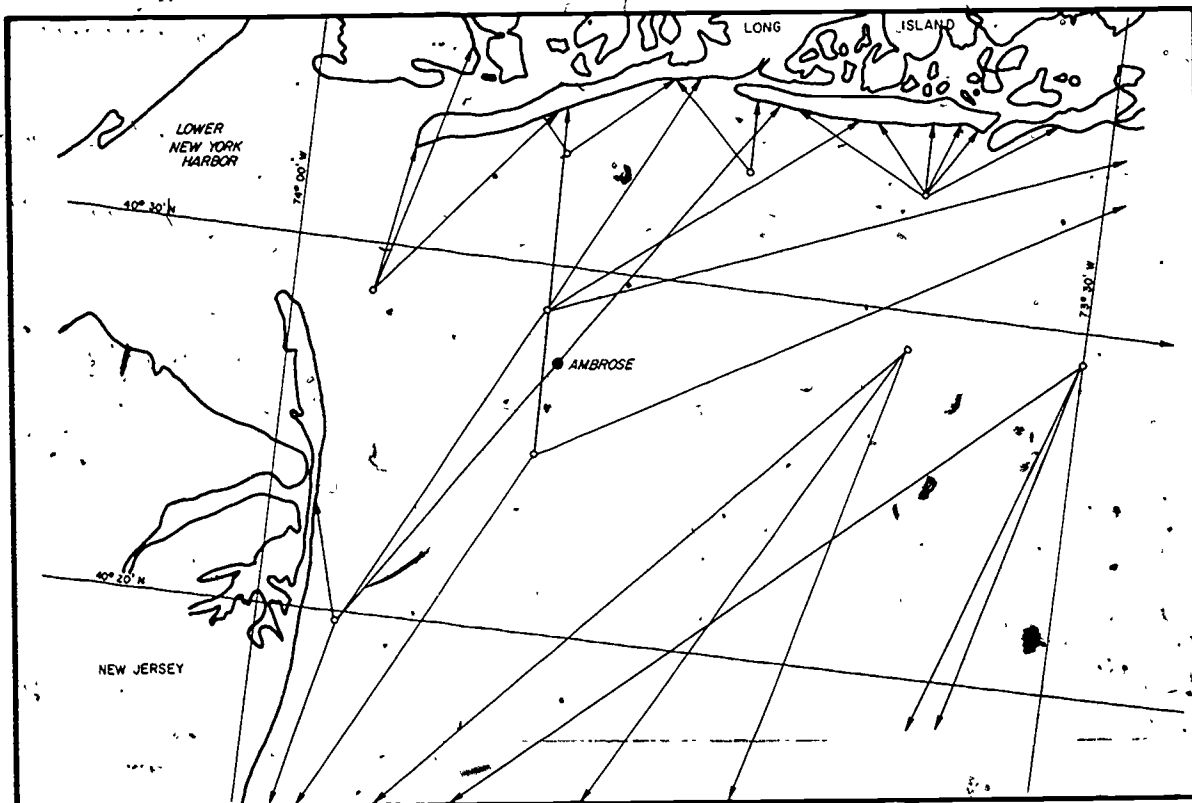 LONG ISLAND
LOWER
NEW YORK
HARBOR
74° 00' W
40° 30' N
73° 30' W
AMBROSE
40° 20' N
NEW JERSEY